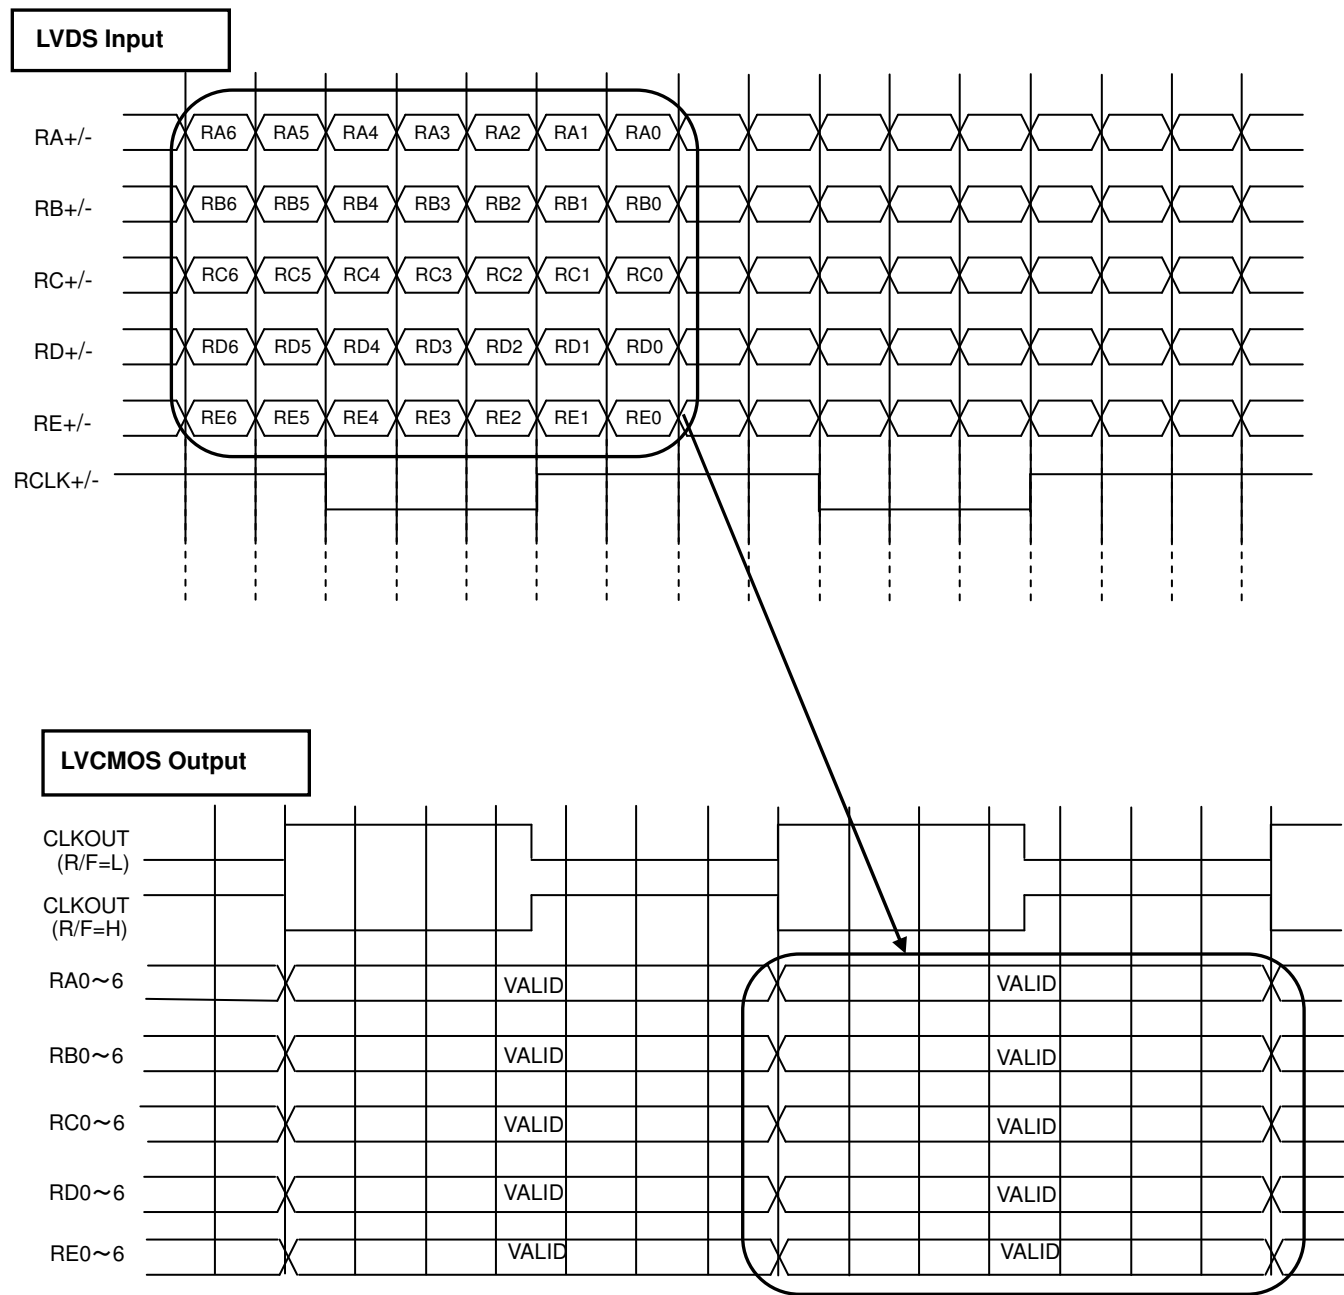 LVDS Input
RA+/- RA6 RA5 RA4 RA3 RA2 RA1 RA0
RB+/- RB6 RB5 RB4 RB3 RB2 RB1 RB0
RC+/- RC6 RC5 RC4 RC3 RC2 RC1 RC0
RD+/- RD6 RD5 RD4 RD3 RD2 RD1 RD0
RE+/- RE6 RE5 RE4 RE3 RE2 RE1 RE0
RCLK+/-
LVCMOS Output
CLKOUT
(R/F=L)
CLKOUT
(R/F=H)
RA0～6 VALID VALID
RB0～6 VALID VALID
RC0～6 VALID VALID
RD0～6 VALID VALID
RE0～6 VALID VALID